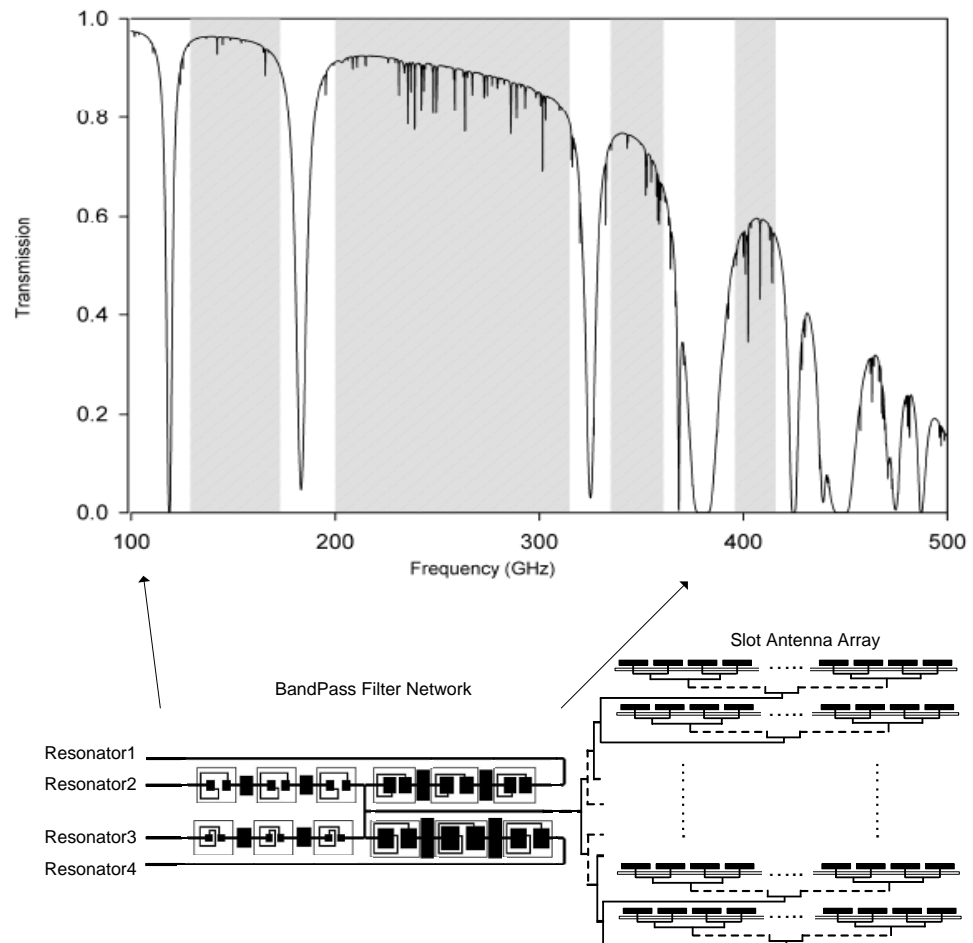 1.0
0.8
0.6
0.4
0.2
0.0
Transmission
100
200
300
400
500
Frequency (GHz)
Slot Antenna Array
BandPass Filter Network
Resonator1
Resonator2
Resonator3
Resonator4